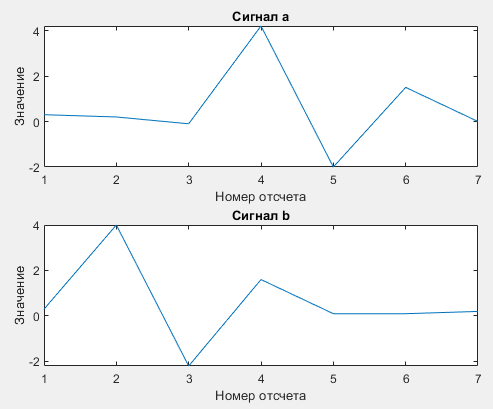 Сигнал a
4
2
0
-2
Значение
1 2 3 4 5 6 7
Номер отсчета
Сигнал b
4
2
0
-2
Значение
1 2 3 4 5 6 7
Номер отсчета